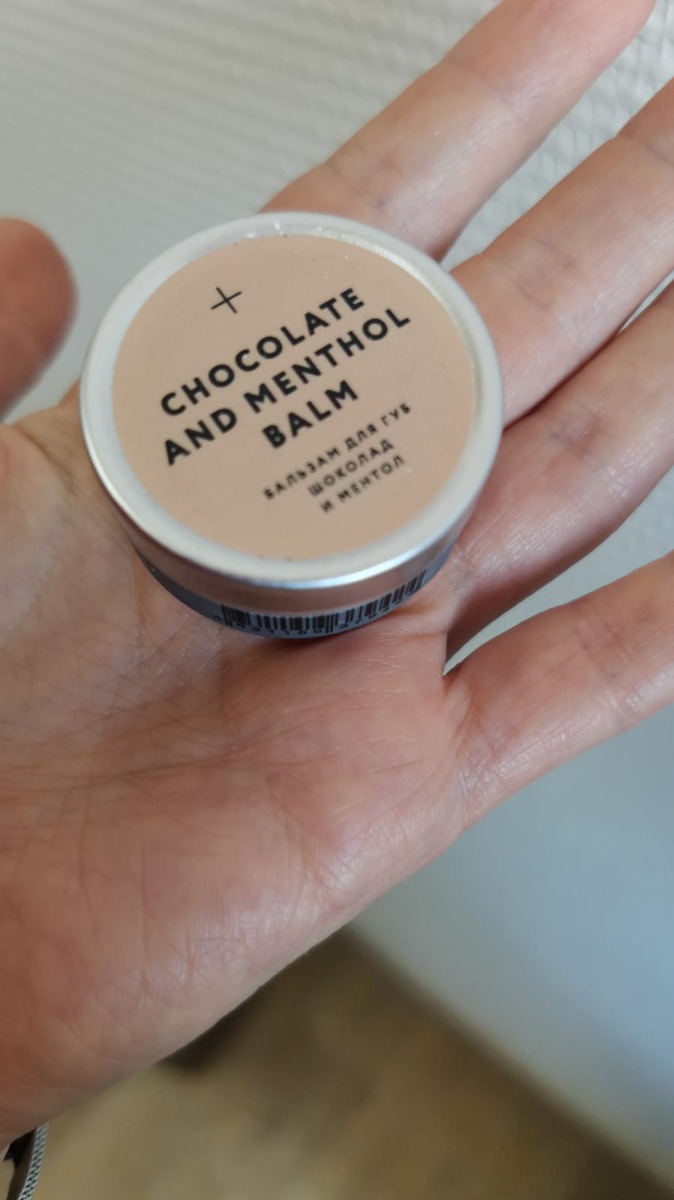 CHOCOLATE
AND MENTHOL
BALM
БАЛЬЗАМ ДЛЯ ГУБ
ШОКОЛАД
И МЕНТОЛ